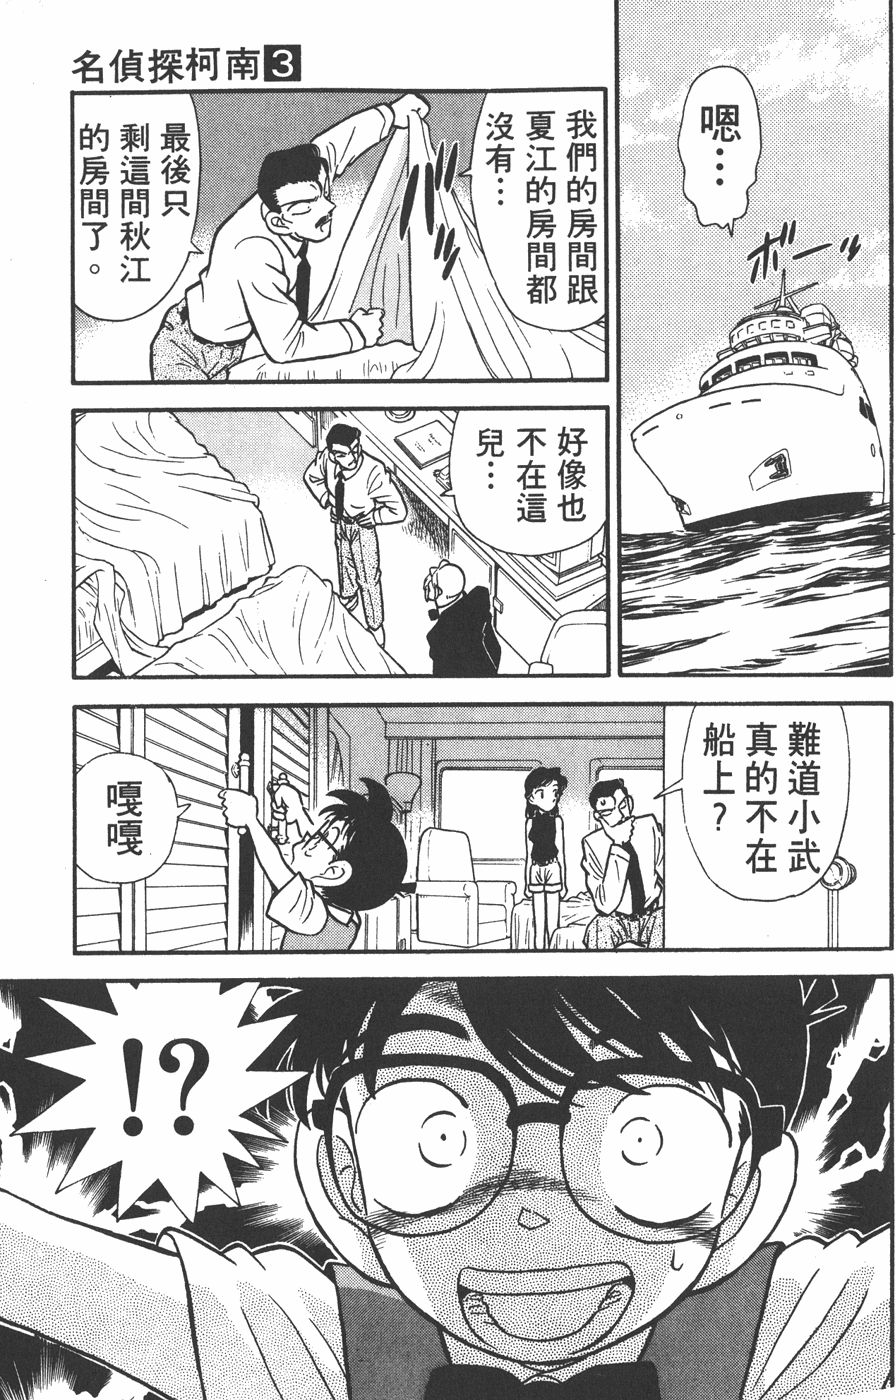 名偵探柯南3
嗯⋯
ボーッ
我們的房間跟
夏江的房間都
沒有⋯
最後只
剩這間秋江
的房間了。
好像也
不在這
兒⋯
難道小武
真的不在
船上?
嘎嘎
!?